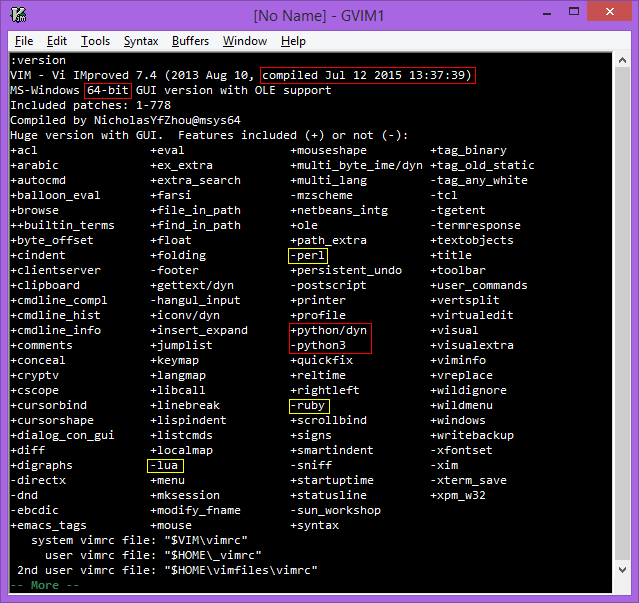 [No Name] - GVIM1
File Edit Tools Syntax Buffers Window Help
:version
VIM - Vi IMproved 7.4 (2013 Aug 10, compiled Jul 12 2015 13:37:39)
MS-Windows 64-bit GUI version with OLE support
Included patches: 1-778
Compiled by NicholasYfZhou@msys64
Huge version with GUI.  Features included (+) or not (-):
+acl +eval +mouseshape +tag_binary
+arabic +ex_extra +multi_byte_ime/dyn +tag_old_static
+autocmd +extra_search +multi_lang -tag_any_white
+balloon_eval +farsi -mzscheme -tcl
+browse +file_in_path +netbeans_intg -tgetent
++builtin_terms +find_in_path +ole -termresponse
+byte_offset +float +path_extra +textobjects
+cindent +folding -perl +title
+clientserver -footer +persistent_undo +toolbar
+clipboard +gettext/dyn -postscript +user_commands
+cmdline_compl -hangul_input +printer +vertsplit
+cmdline_hist +iconv/dyn +profile +virtualedit
+cmdline_info +insert_expand +python/dyn +visual
+comments +jumplist -python3 +visualextra
+conceal +keymap +quickfix +viminfo
+cryptv +langmap +reltime +vreplace
+cscope +libcall +rightleft +wildignore
+cursorbind +linebreak -ruby +wildmenu
+cursorshape +lispindent +scrollbind +windows
+dialog_con_gui +listcmds +signs +writebackup
+diff +localmap +smartindent -xfontset
+digraphs -lua -sniff -xim
-directx +menu +startuptime -xterm_save
-dnd +mksession +statusline +xpm_w32
-ebcdic +modify_fname -sun_workshop
+emacs_tags +mouse +syntax
system vimrc file: "$VIM\vimrc"
user vimrc file: "$HOME\_vimrc"
2nd user vimrc file: "$HOME\vimfiles\vimrc"
-- More --